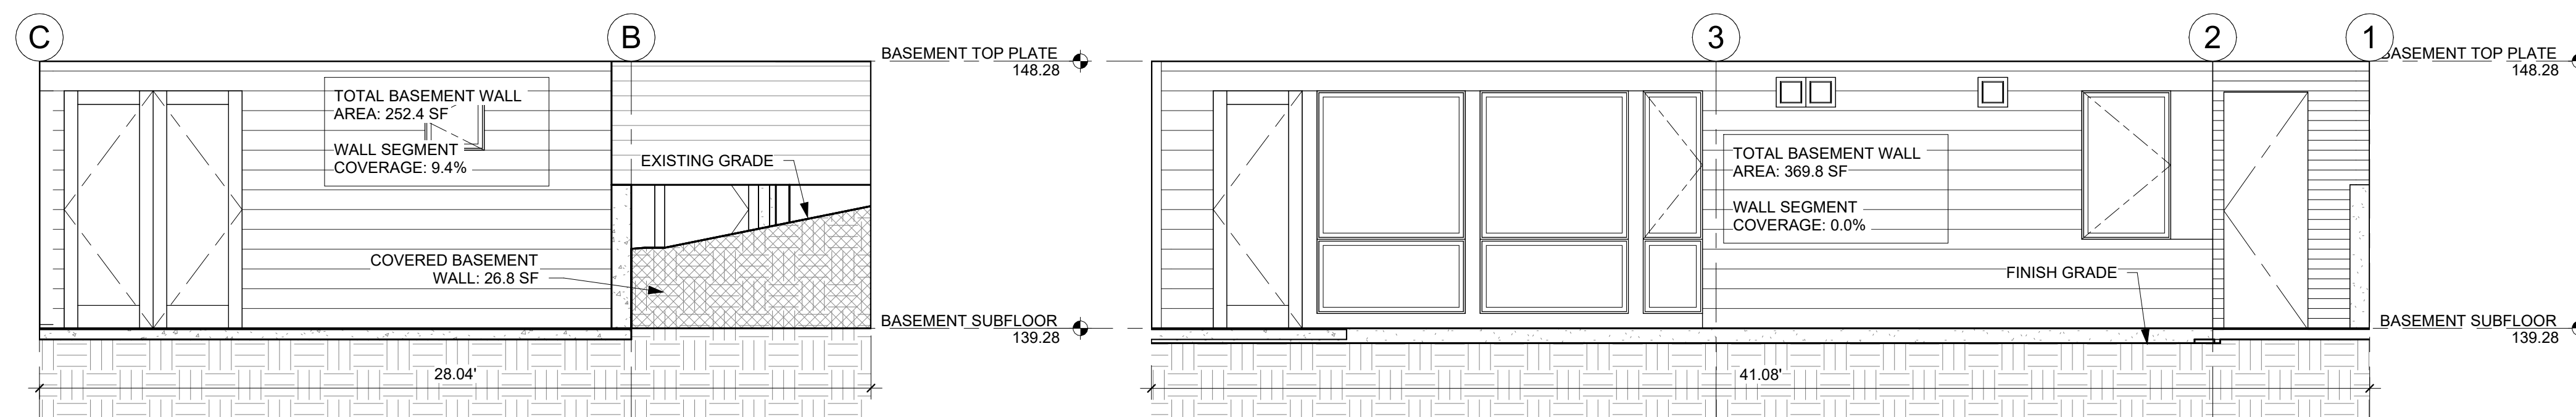 C
B
BASEMENT TOP PLATE
148.28
TOTAL BASEMENT WALL
AREA: 252.4 SF
WALL SEGMENT
COVERAGE: 9.4%
EXISTING GRADE
COVERED BASEMENT
WALL: 26.8 SF
BASEMENT SUBFLOOR
139.28
28.04'
3
2
1
BASEMENT TOP PLATE
148.28
TOTAL BASEMENT WALL
AREA: 369.8 SF
WALL SEGMENT
COVERAGE: 0.0%
FINISH GRADE
BASEMENT SUBFLOOR
139.28
41.08'